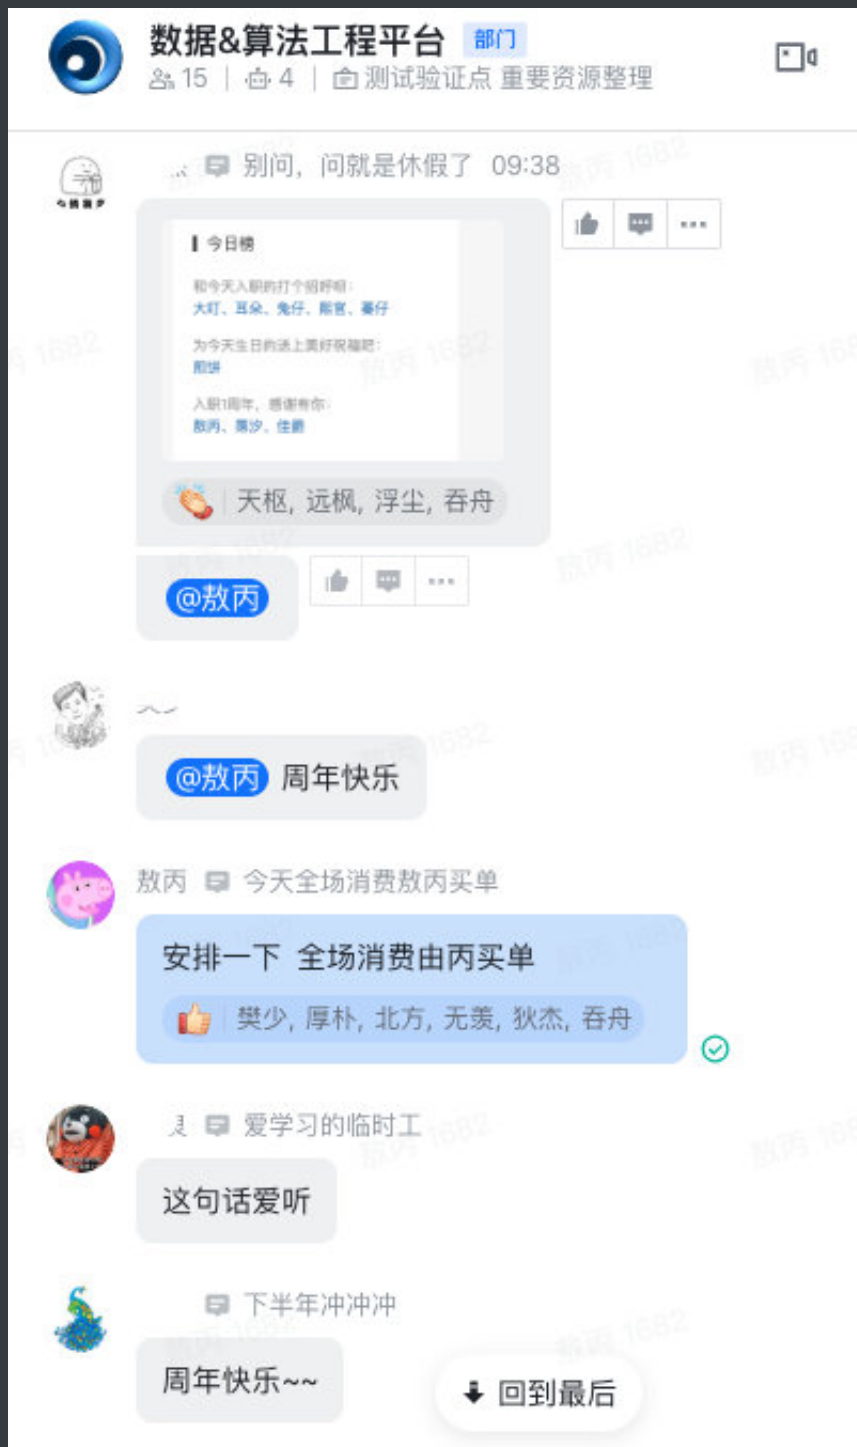 数据&算法工程平台 部门
15 | 4 | 测试验证点 重要资源整理
别问，问就是休假了 09:38
今日榜
和今天入职的打个招呼呗：
大叮、耳朵、兔仔、熊官、蔓仔
为今天生日的送上美好祝福吧：
煎饼
入职1周年，感谢有你：
敖丙、落汐、佳爵
天枢, 远枫, 浮尘, 吞舟
@敖丙
@敖丙 周年快乐
敖丙 今天全场消费敖丙买单
安排一下 全场消费由丙买单
樊少, 厚朴, 北方, 无羡, 狄杰, 吞舟
爱学习的临时工
这句话爱听
下半年冲冲冲
周年快乐~~
回到最后
敖丙 1682